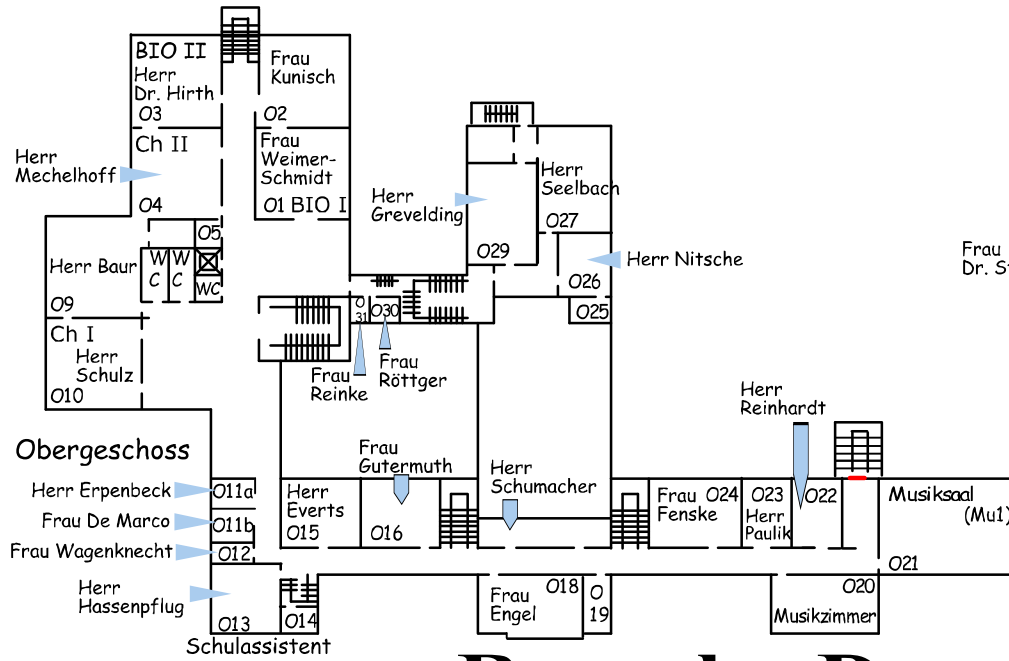 BIO II
Herr
Dr. Hirth
O3
Frau
Kunisch
O2
Ch II
Herr
Mechelhoff
O4
Frau
Weimer-
Schmidt
O1 BIO I
O5
W
C
W
C
WC
Herr Baur
O9
Ch I
Herr
Schulz
O10
Herr
Grevelding
O29
Herr
Seelbach
O27
Herr Nitsche
O26
O25
Frau
Dr. St
O
31
O30
Frau
Reinke
Frau
Röttger
Herr
Reinhardt
Obergeschoss
Herr Erpenbeck
O11a
Frau De Marco
O11b
Frau Wagenknecht
O12
Herr
Hassenpflug
O13
O14
Schulassistent
Herr
Everts
O15
Frau
Gutermuth
O16
Herr
Schumacher
Frau
Fenske
O24
O23
Herr
Paulik
O22
Musiksaal
(Mu1)
O21
Frau
Engel
O18
O
19
O20
Musikzimmer